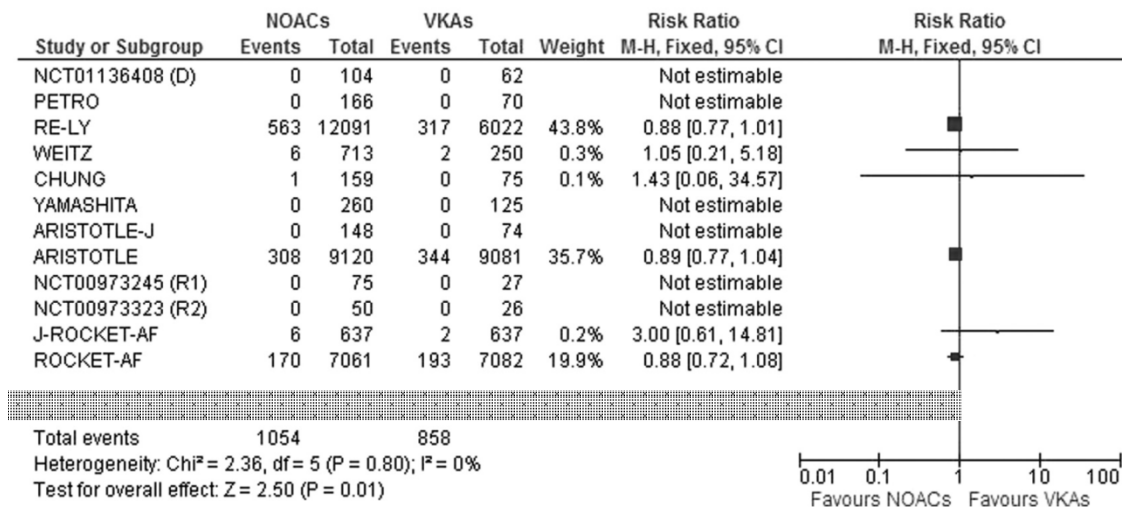 NOACs VKAs Risk Ratio Risk Ratio
Study or Subgroup Events Total Events Total Weight M-H, Fixed, 95% CI M-H, Fixed, 95% CI
NCT01136408 (D) 0 104 0 62 Not estimable
PETRO 0 166 0 70 Not estimable
RE-LY 563 12091 317 6022 43.8% 0.88 [0.77, 1.01]
WEITZ 6 713 2 250 0.3% 1.05 [0.21, 5.18]
CHUNG 1 159 0 75 0.1% 1.43 [0.06, 34.57]
YAMASHITA 0 260 0 125 Not estimable
ARISTOTLE-J 0 148 0 74 Not estimable
ARISTOTLE 308 9120 344 9081 35.7% 0.89 [0.77, 1.04]
NCT00973245 (R1) 0 75 0 27 Not estimable
NCT00973323 (R2) 0 50 0 26 Not estimable
J-ROCKET-AF 6 637 2 637 0.2% 3.00 [0.61, 14.81]
ROCKET-AF 170 7061 193 7082 19.9% 0.88 [0.72, 1.08]
Total events 1054 858
Heterogeneity: Chi² = 2.36, df = 5 (P = 0.80); I² = 0%
Test for overall effect: Z = 2.50 (P = 0.01)
0.01 0.1 1 10 100
Favours NOACs Favours VKAs